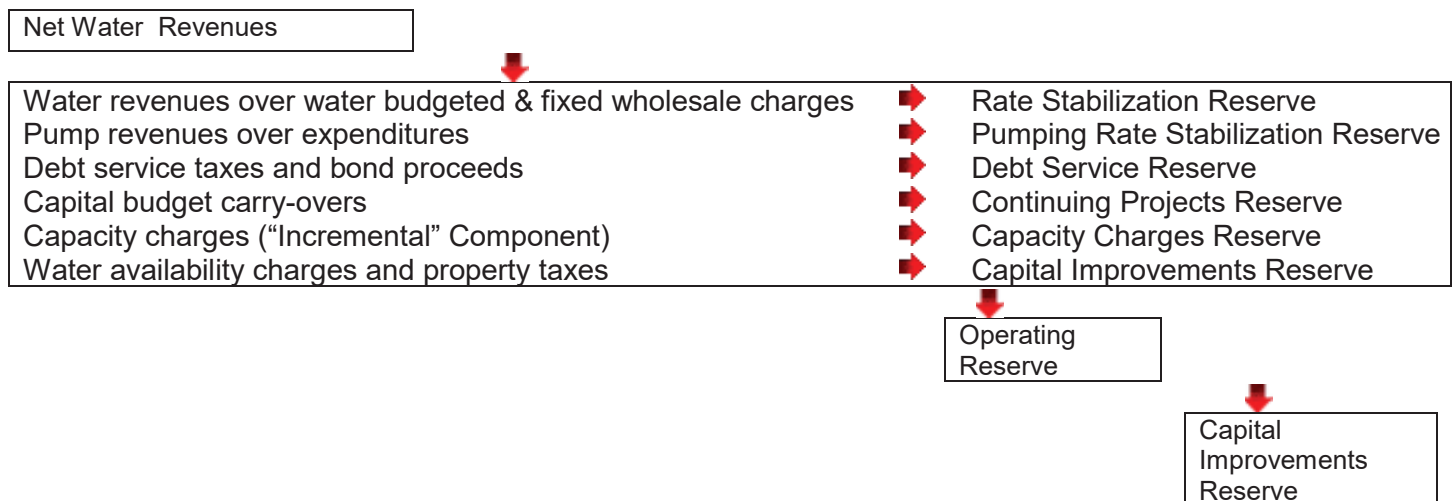 Net Water  Revenues
Water revenues over water budgeted & fixed wholesale charges Rate Stabilization Reserve
Pump revenues over expenditures Pumping Rate Stabilization Reserve
Debt service taxes and bond proceeds Debt Service Reserve
Capital budget carry-overs Continuing Projects Reserve
Capacity charges (“Incremental” Component) Capacity Charges Reserve
Water availability charges and property taxes Capital Improvements Reserve
Operating
Reserve
Capital
Improvements
Reserve